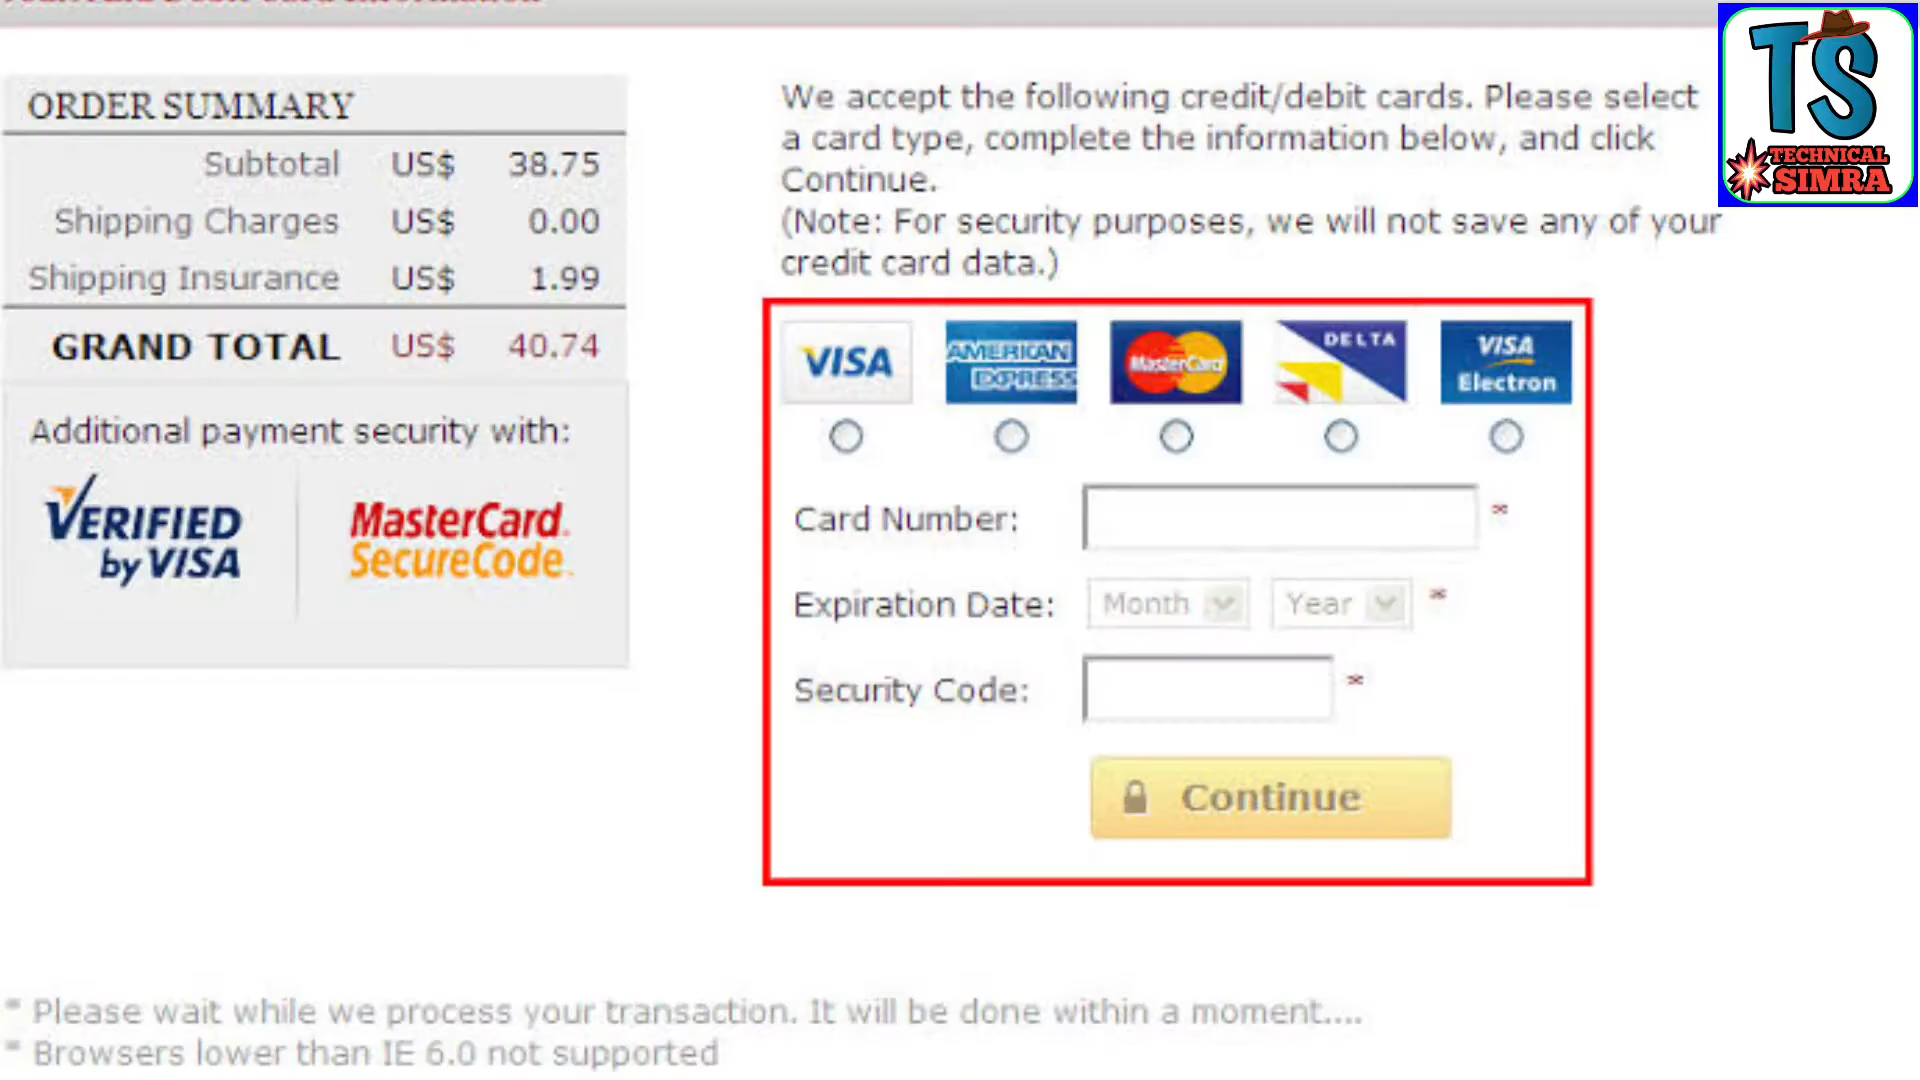 ORDER SUMMARY
Subtotal US$ 38.75
Shipping Charges US$ 0.00
Shipping Insurance US$ 1.99
GRAND TOTAL US$ 40.74
Additional payment security with:
VERIFIED
by VISA
MasterCard
SecureCode
We accept the following credit/debit cards. Please select
a card type, complete the information below, and click
Continue.
(Note: For security purposes, we will not save any of your
credit card data.)
VISA
AMERICAN
EXPRESS
MasterCard
DELTA
VISA
Electron
Card Number: *
Expiration Date: Month Year *
Security Code: *
Continue
* Please wait while we process your transaction. It will be done within a moment....
* Browsers lower than IE 6.0 not supported
TS
TECHNICAL
SIMRA